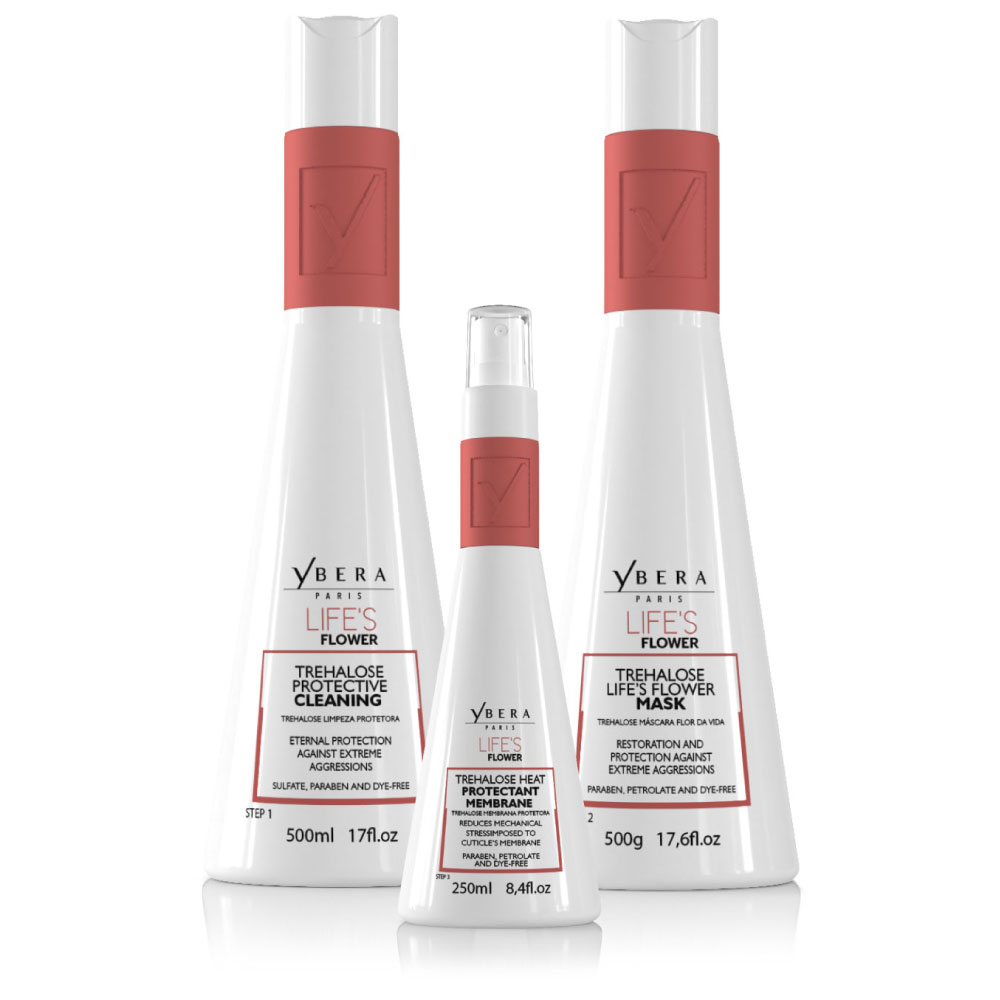 YBERA
PARIS
LIFE'S
FLOWER
TREHALOSE
PROTECTIVE
CLEANING
TREHALOSE LIMPEZA PROTETORA
ETERNAL PROTECTION
AGAINST EXTREME
AGGRESSIONS
SULFATE, PARABEN AND DYE-FREE
STEP 1
500ml 17fl.oz
YBERA
PARIS
LIFE'S
FLOWER
TREHALOSE HEAT
PROTECTANT
MEMBRANE
TREHALOSE MEMBRANA PROTETORA
REDUCES MECHANICAL
STRESSIMPOSED TO
CUTICLE'S MEMBRANE
PARABEN, PETROLATE
AND DYE-FREE
STEP 3
250ml 8,4fl.oz
YBERA
PARIS
LIFE'S
FLOWER
TREHALOSE
LIFE'S FLOWER
MASK
TREHALOSE MÁSCARA FLOR DA VIDA
RESTORATION AND
PROTECTION AGAINST
EXTREME AGGRESSIONS
PARABEN, PETROLATE AND DYE-FREE
2
500g 17,6fl.oz